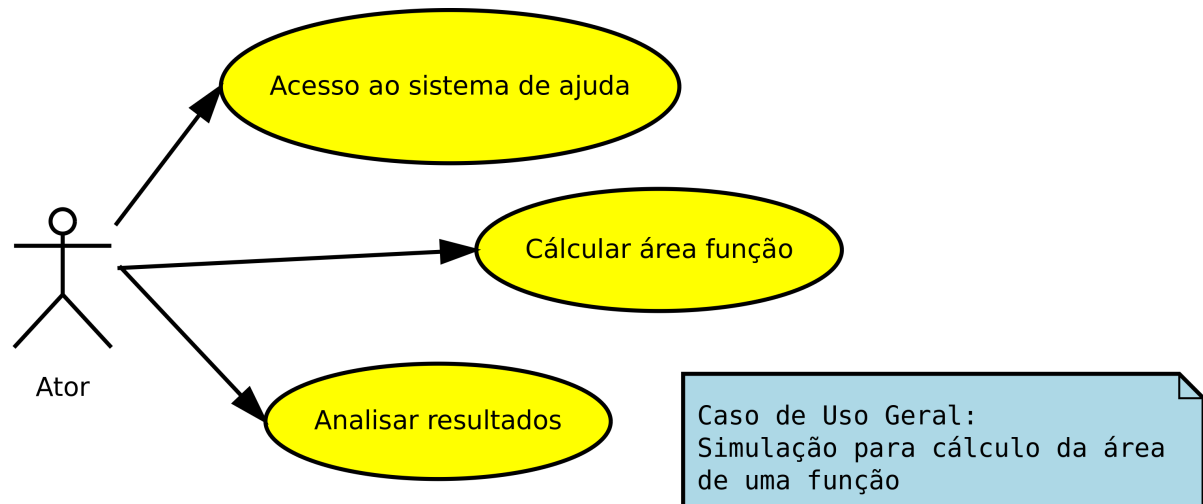 Acesso ao sistema de ajuda
Cálcular área função
Ator
Analisar resultados
Caso de Uso Geral:
Simulação para cálculo da área
de uma função